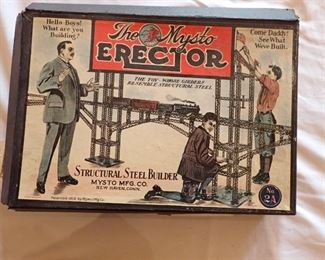 Hello Boys!
What are you
Building?
The Mysto
ERECTOR
Come Daddy!
See What
We've Built.
THE TOY WHOSE GIRDERS
RESEMBLE STRUCTURAL STEEL
STRUCTURAL STEEL BUILDER
MYSTO MFG. CO.
NEW HAVEN, CONN.
No.
2A